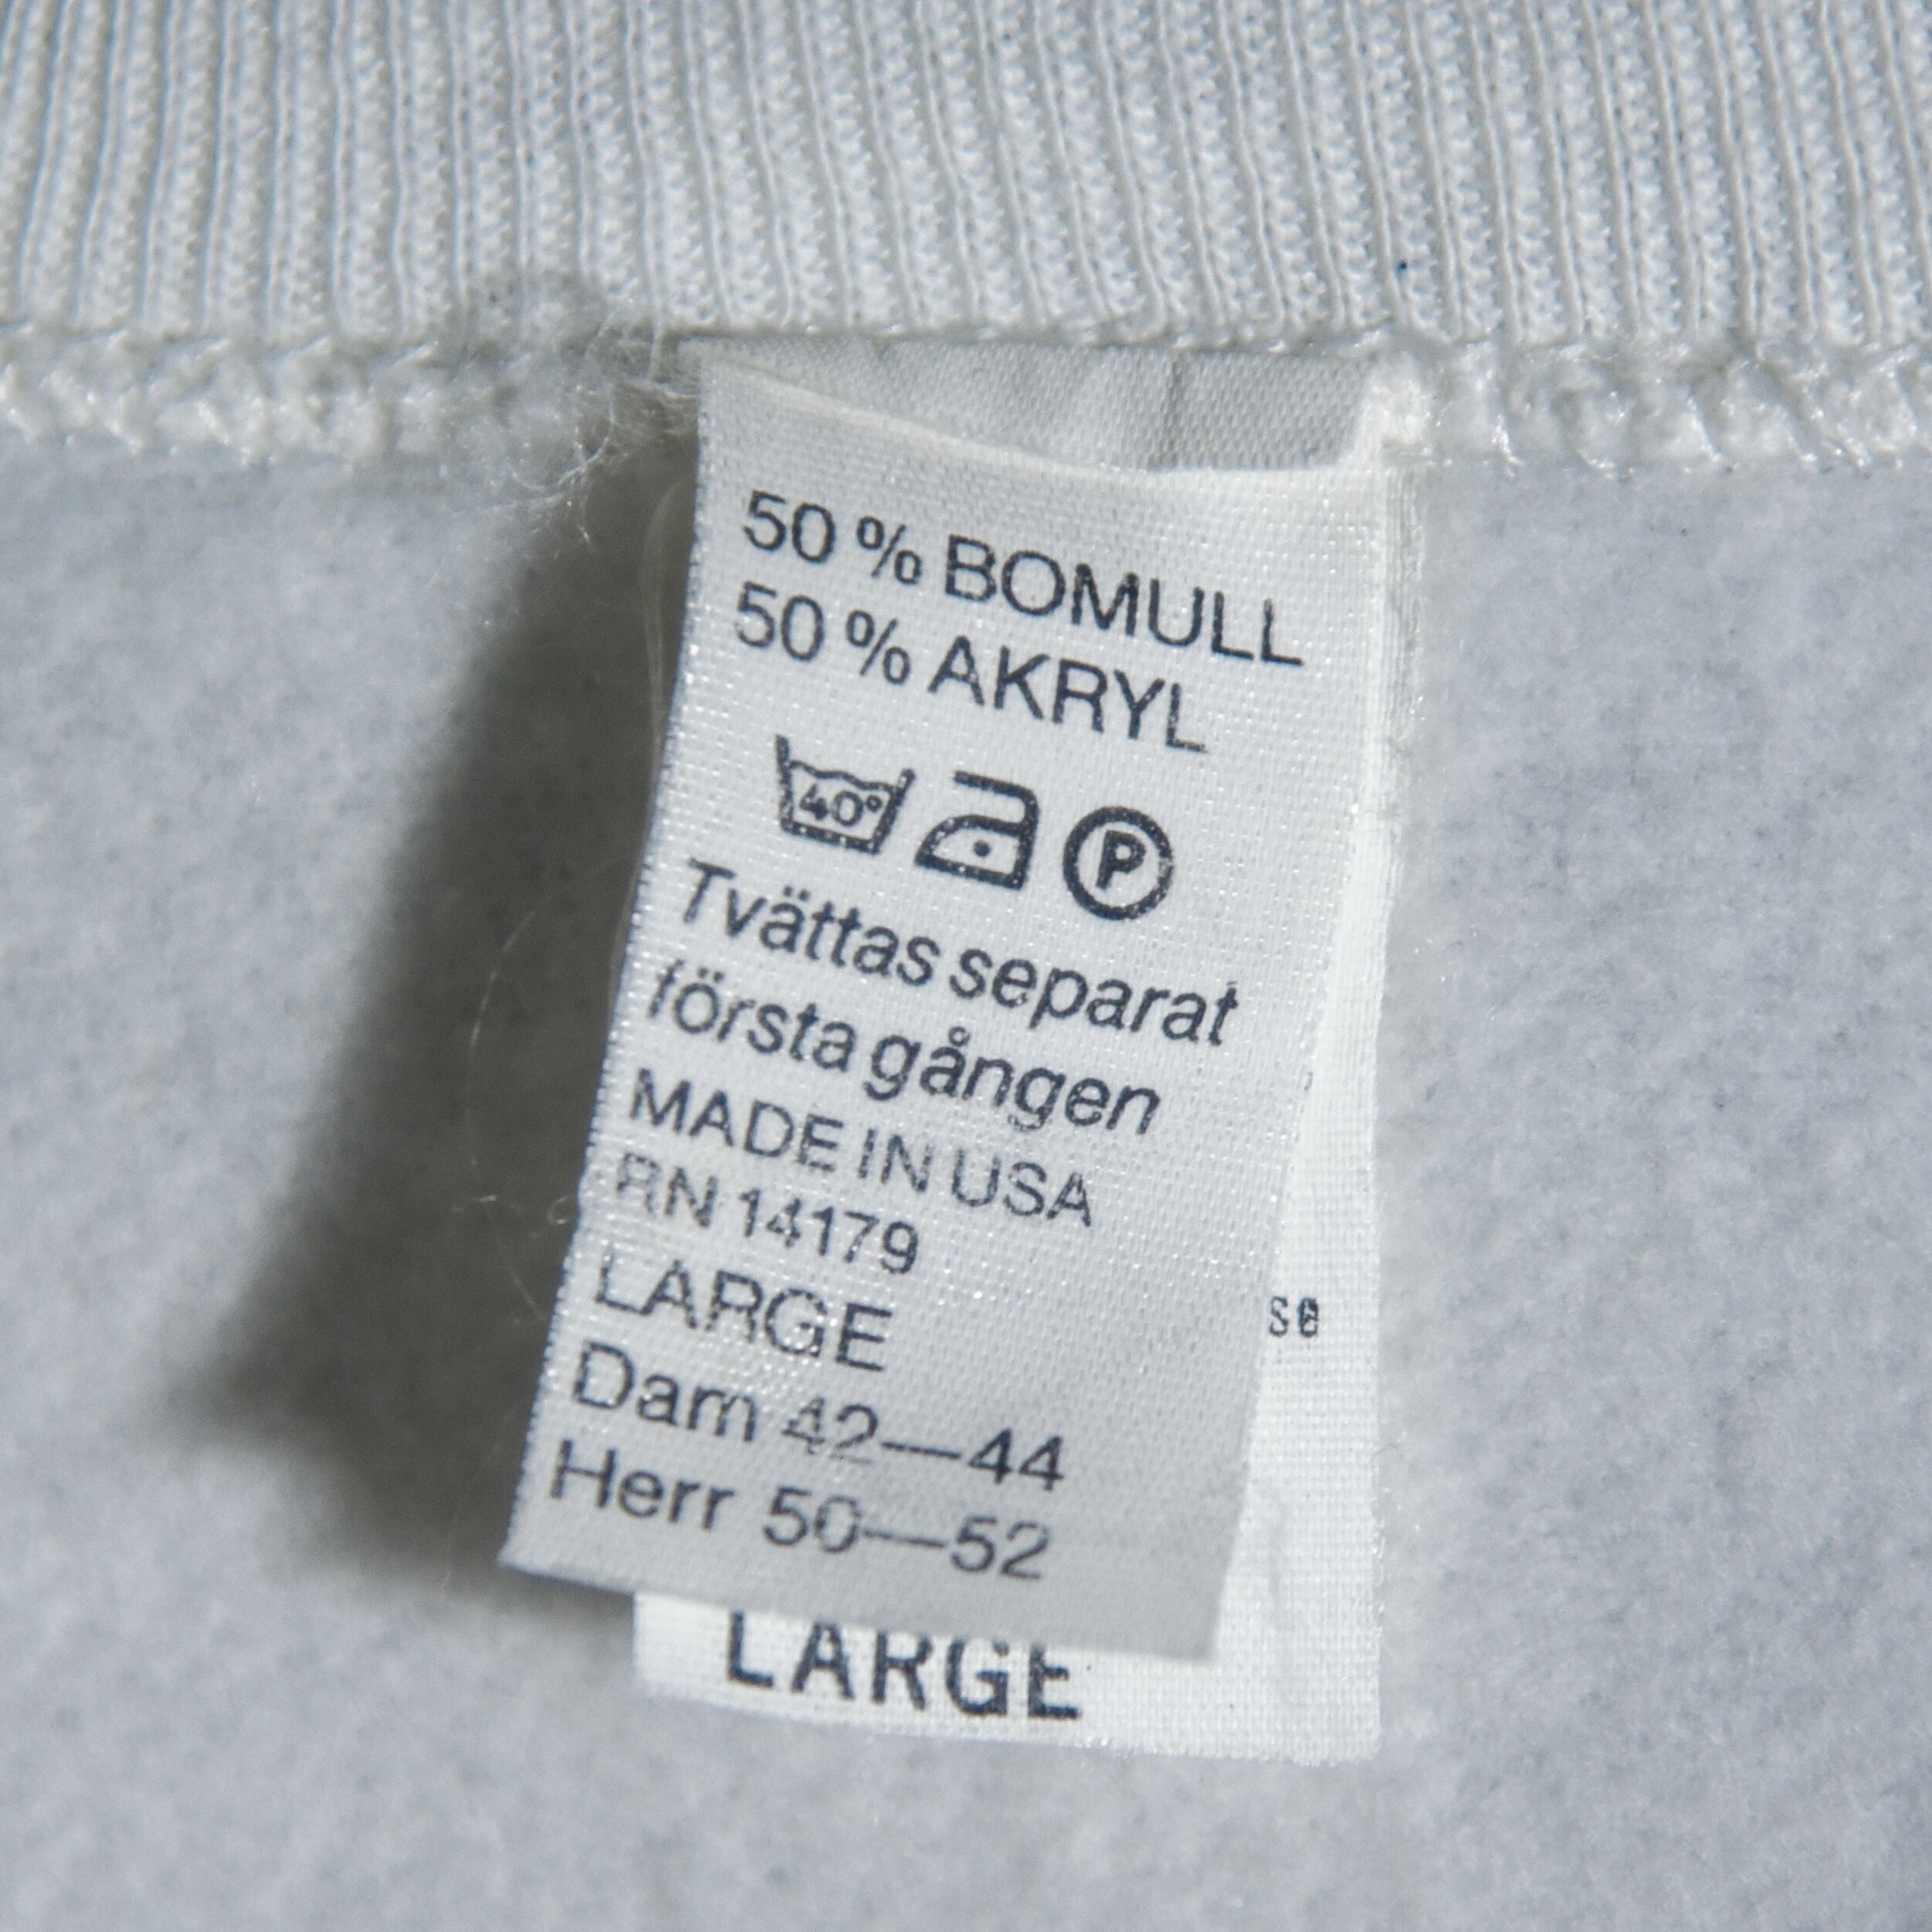 50 % BOMULL
50 % AKRYL
40°
P
Tvättas separat
första gången
MADE IN USA
RN 14179
LARGE
Dam 42—44
Herr 50—52
se
LARGE